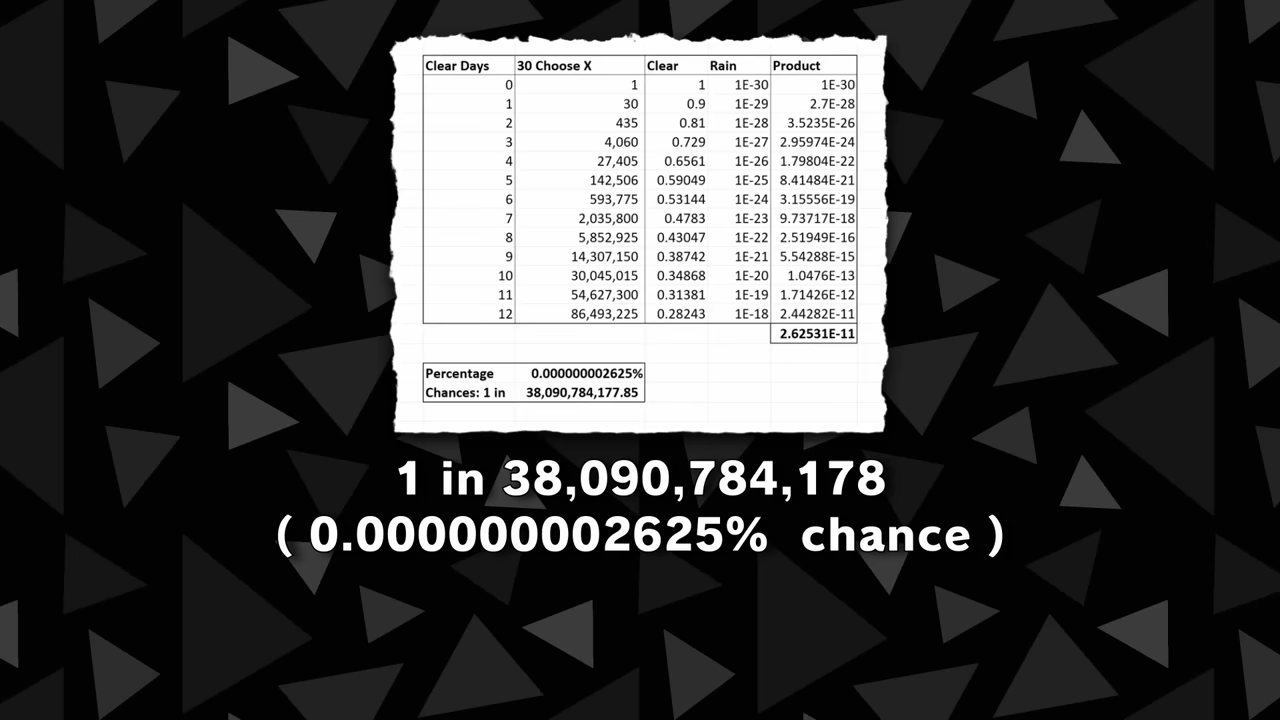 Clear Days 30 Choose X Clear Rain Product
0 1 1 1E-30 1E-30
1 30 0.9 1E-29 2.7E-28
2 435 0.81 1E-28 3.5235E-26
3 4,060 0.729 1E-27 2.95974E-24
4 27,405 0.6561 1E-26 1.79804E-22
5 142,506 0.59049 1E-25 8.41484E-21
6 593,775 0.53144 1E-24 3.15556E-19
7 2,035,800 0.4783 1E-23 9.73717E-18
8 5,852,925 0.43047 1E-22 2.51949E-16
9 14,307,150 0.38742 1E-21 5.54288E-15
10 30,045,015 0.34868 1E-20 1.0476E-13
11 54,627,300 0.31381 1E-19 1.71426E-12
12 86,493,225 0.28243 1E-18 2.44282E-11
2.62531E-11
Percentage 0.000000002625%
Chances: 1 in 38,090,784,177.85
1 in 38,090,784,178
( 0.000000002625% chance )